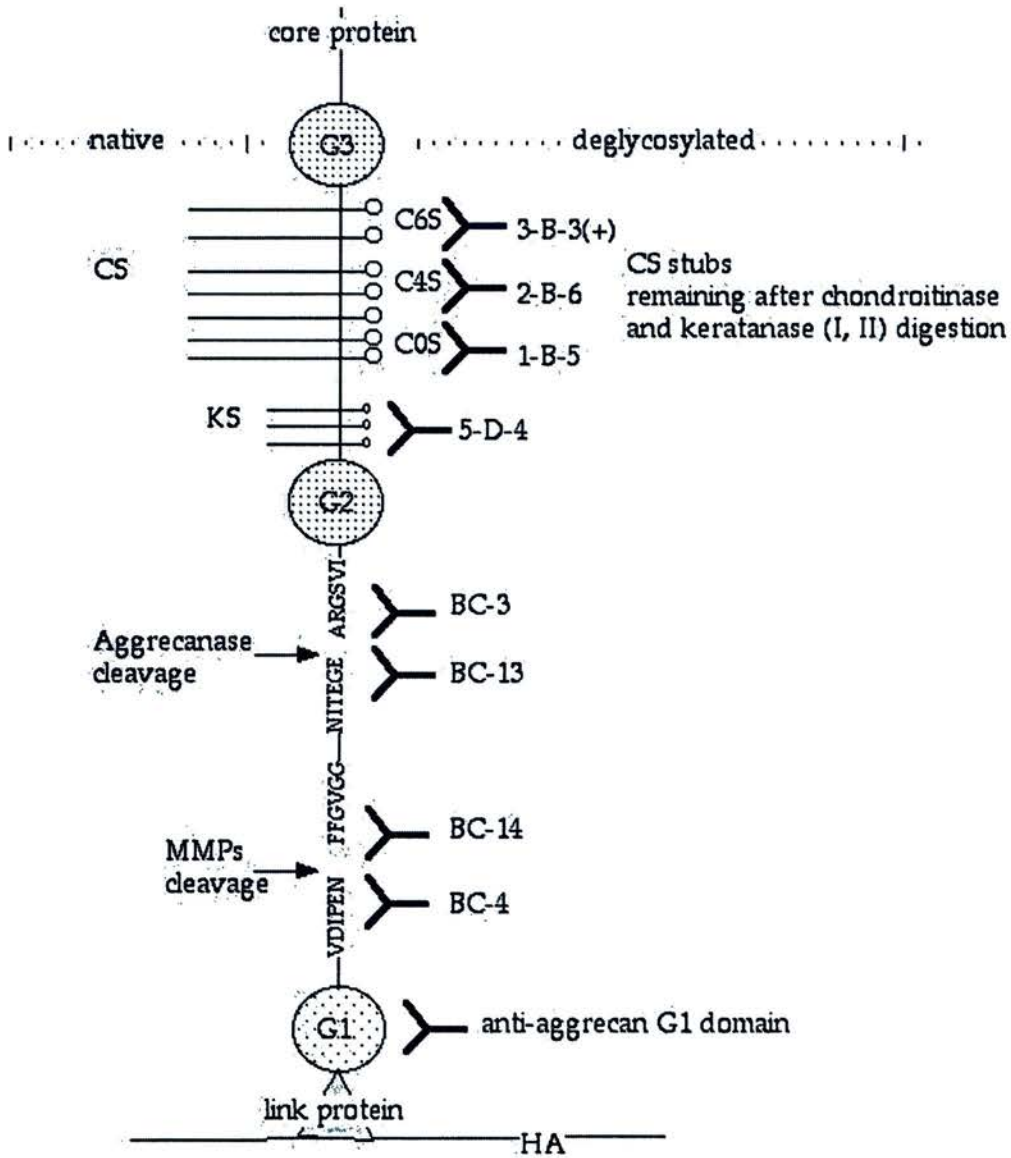 core protein
native
G3
deglycosylated
C6S
3-B-3(+)
CS
C4S
2-B-6
CS stubs
remaining after chondroitinase
and keratanase (I, II) digestion
C0S
1-B-5
KS
5-D-4
G2
ARGSVI
BC-3
Aggrecanase
cleavage
NITEGE
BC-13
FFGVGG
BC-14
MMPs
cleavage
VDIPEN
BC-4
G1
anti-aggrecan G1 domain
link protein
HA